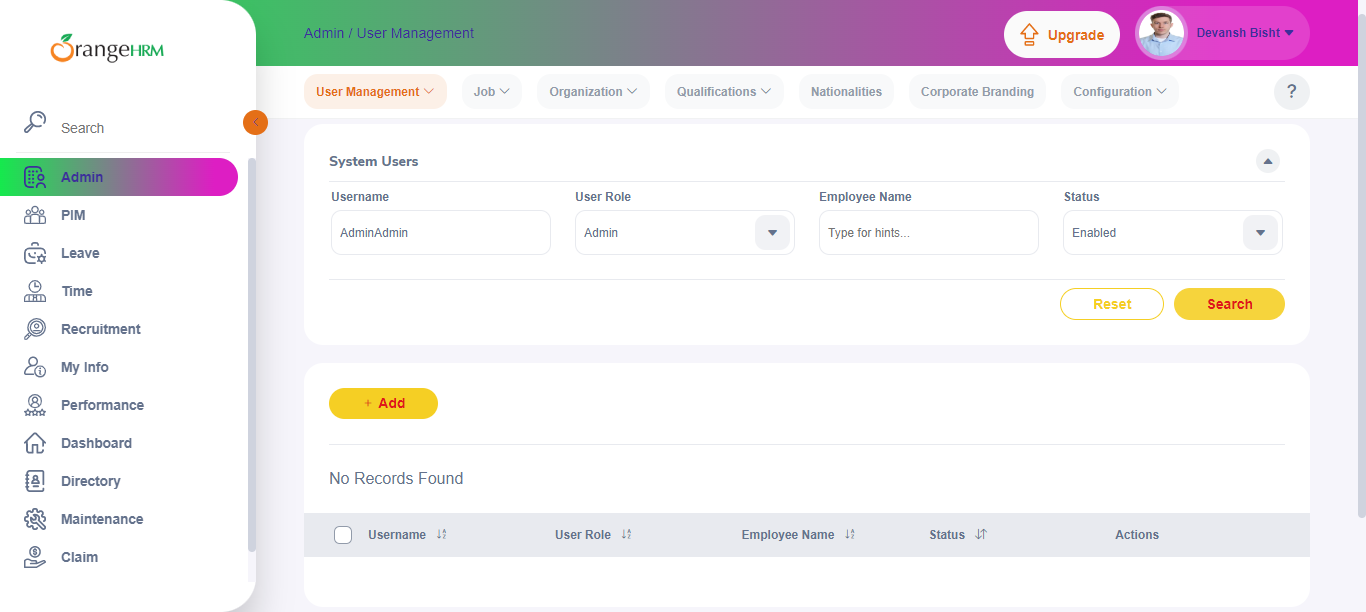 OrangeHRM
Search
Admin
PIM
Leave
Time
Recruitment
My Info
Performance
Dashboard
Directory
Maintenance
Claim
Admin / User Management
Upgrade
Devansh Bisht
User Management
Job
Organization
Qualifications
Nationalities
Corporate Branding
Configuration
?
System Users
Username
User Role
Employee Name
Status
AdminAdmin
Admin
Type for hints...
Enabled
Reset
Search
+ Add
No Records Found
Username
User Role
Employee Name
Status
Actions